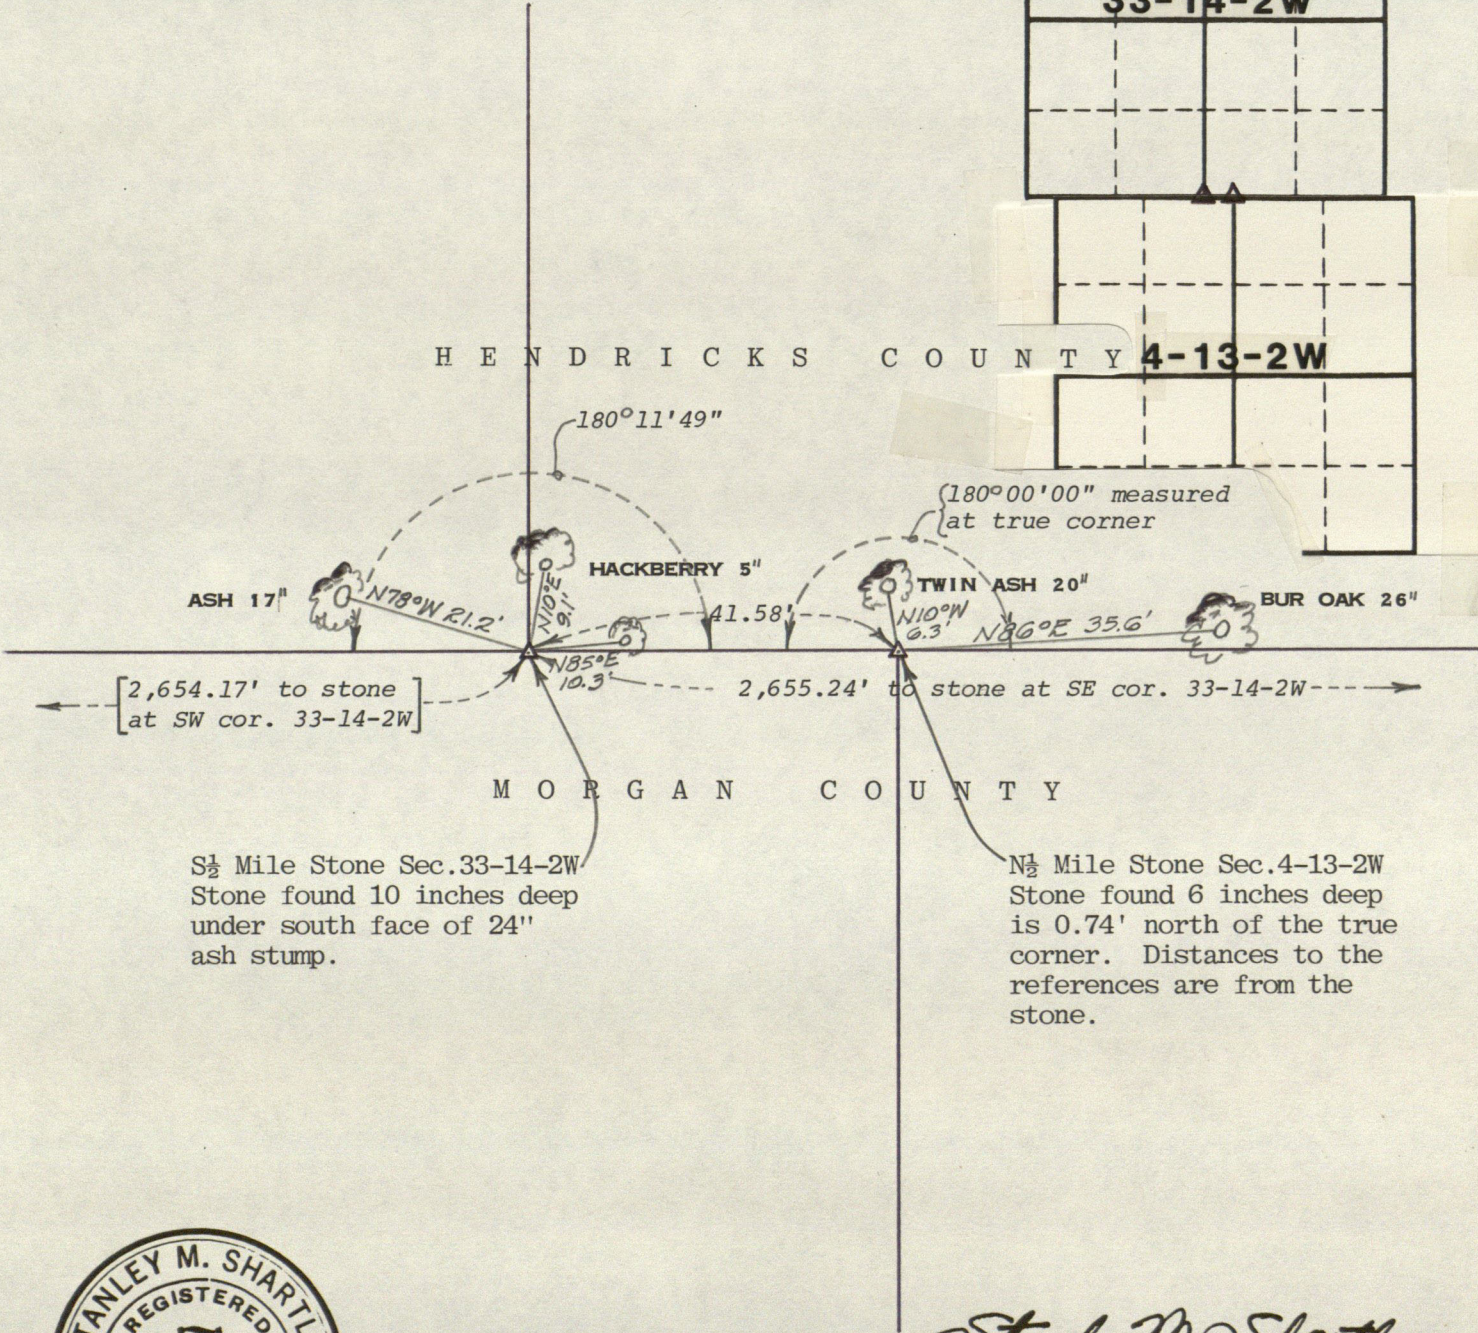 33-14-2W
HENDRICKS COUNTY
4-13-2W
180°11'49"
{180°00'00" measured
at true corner
ASH 17"
N78°W 21.2'
N10°E
9.1'
HACKBERRY 5"
41.58'
TWIN ASH 20"
N10°W
6.3'
N86°E 35.6'
BUR OAK 26"
N85°E
10.3'
[2,654.17' to stone
at SW cor. 33-14-2W]
2,655.24' to stone at SE cor. 33-14-2W
MORGAN COUNTY
S½ Mile Stone Sec.33-14-2W
Stone found 10 inches deep
under south face of 24"
ash stump.
N½ Mile Stone Sec.4-13-2W
Stone found 6 inches deep
is 0.74' north of the true
corner. Distances to the
references are from the
stone.
STANLEY M. SHARTL
REGISTERED